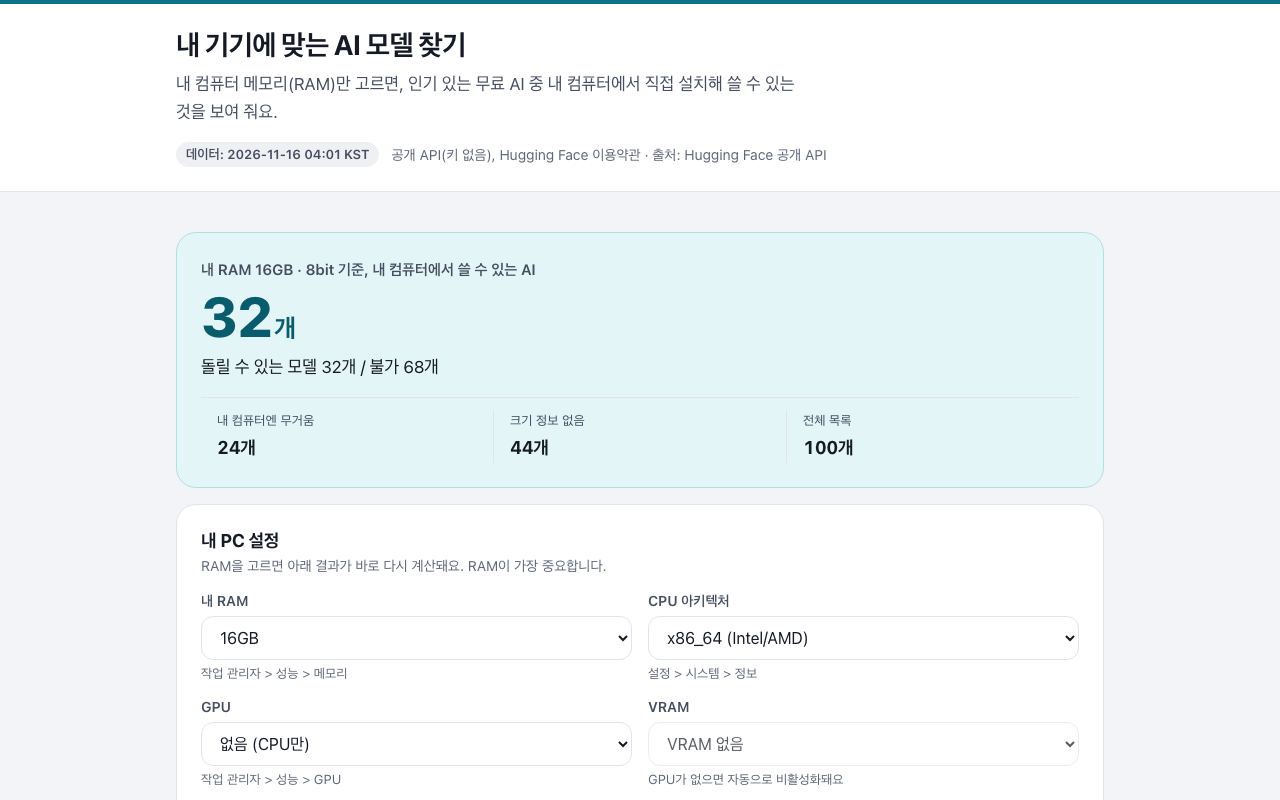 내 기기에 맞는 AI 모델 찾기
내 컴퓨터 메모리(RAM)만 고르면, 인기 있는 무료 AI 중 내 컴퓨터에서 직접 설치해 쓸 수 있는
것을 보여 줘요.
데이터: 2026-11-16 04:01 KST 공개 API(키 없음), Hugging Face 이용약관 · 출처: Hugging Face 공개 API
내 RAM 16GB · 8bit 기준, 내 컴퓨터에서 쓸 수 있는 AI
32개
돌릴 수 있는 모델 32개 / 불가 68개
내 컴퓨터엔 무거움 크기 정보 없음 전체 목록
24개 44개 100개
내 PC 설정
RAM을 고르면 아래 결과가 바로 다시 계산돼요. RAM이 가장 중요합니다.
내 RAM CPU 아키텍처
16GB x86_64 (Intel/AMD)
작업 관리자 > 성능 > 메모리 설정 > 시스템 > 정보
GPU VRAM
없음 (CPU만) VRAM 없음
작업 관리자 > 성능 > GPU GPU가 없으면 자동으로 비활성화돼요